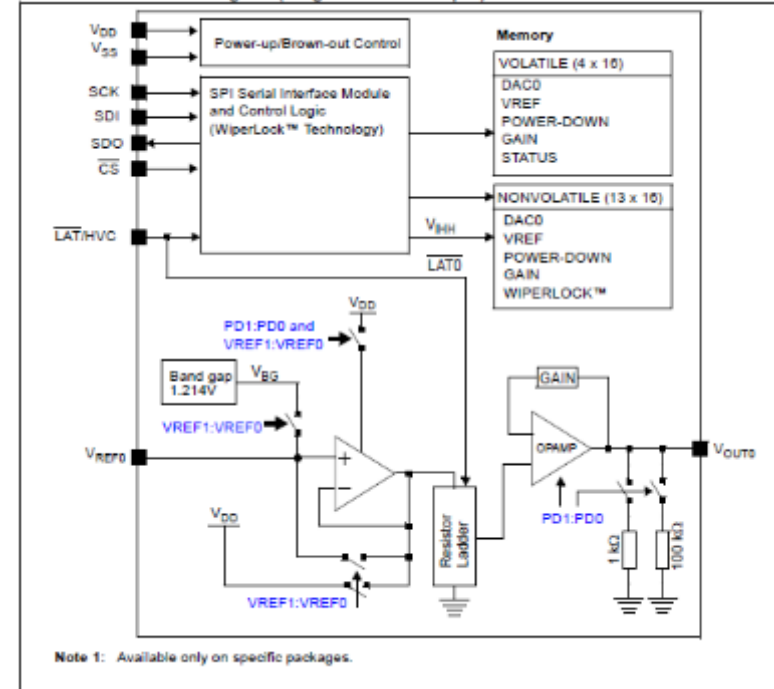 VDD
VSS
Power-up/Brown-out Control
Memory
VOLATILE (4 x 16)
DAC0
VREF
POWER-DOWN
GAIN
STATUS
SCK
SDI
SDO
CS
SPI Serial Interface Module
and Control Logic
(WiperLock™ Technology)
NONVOLATILE (13 x 16)
DAC0
VREF
POWER-DOWN
GAIN
WIPERLOCK™
LAT/HVC
VIHH
LAT0
VDD
PD1:PD0 and
VREF1:VREF0
Band gap
1.214V
VBG
VREF1:VREF0
GAIN
VREF0
+
−
OPAMP
VOUT0
PD1:PD0
VDD
Resistor
Ladder
1 kΩ
100 kΩ
VREF1:VREF0
Note 1: Available only on specific packages.